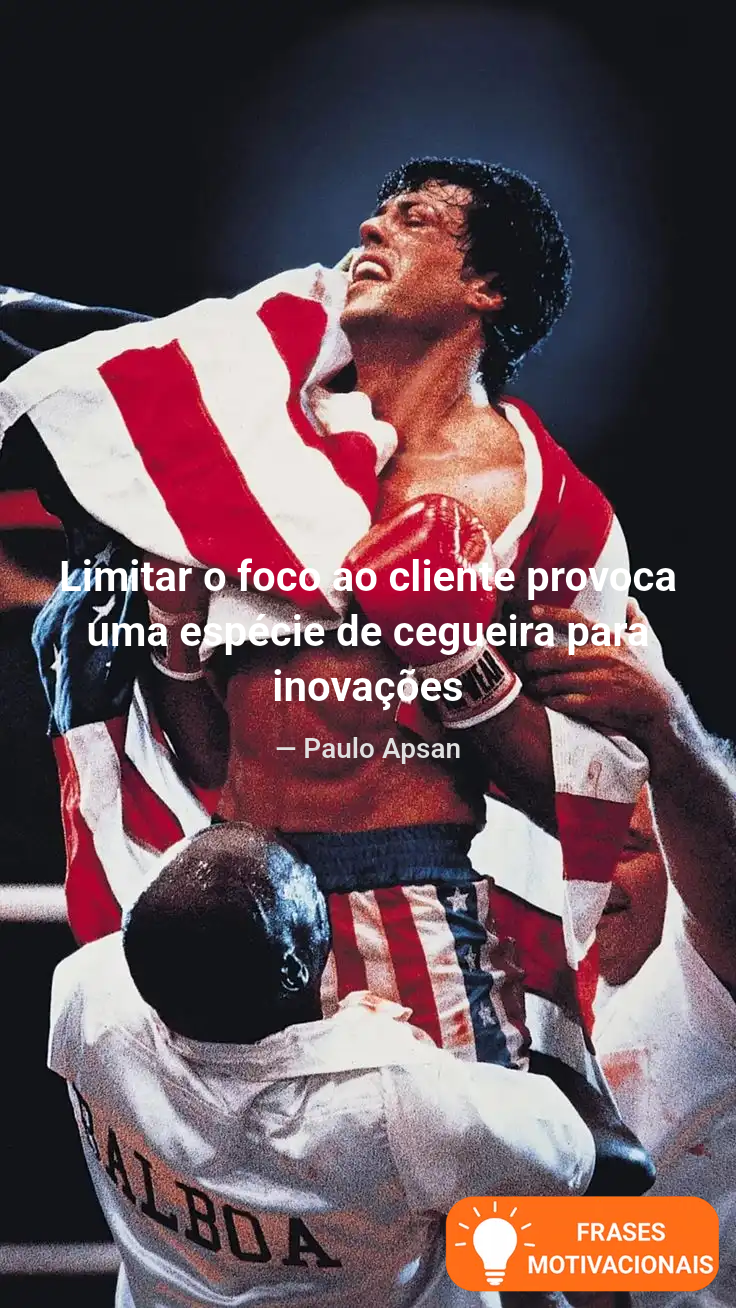 Limitar o foco ao cliente provoca
uma espécie de cegueira para
inovações
— Paulo Apsan
BALBOA
FRASES
MOTIVACIONAIS